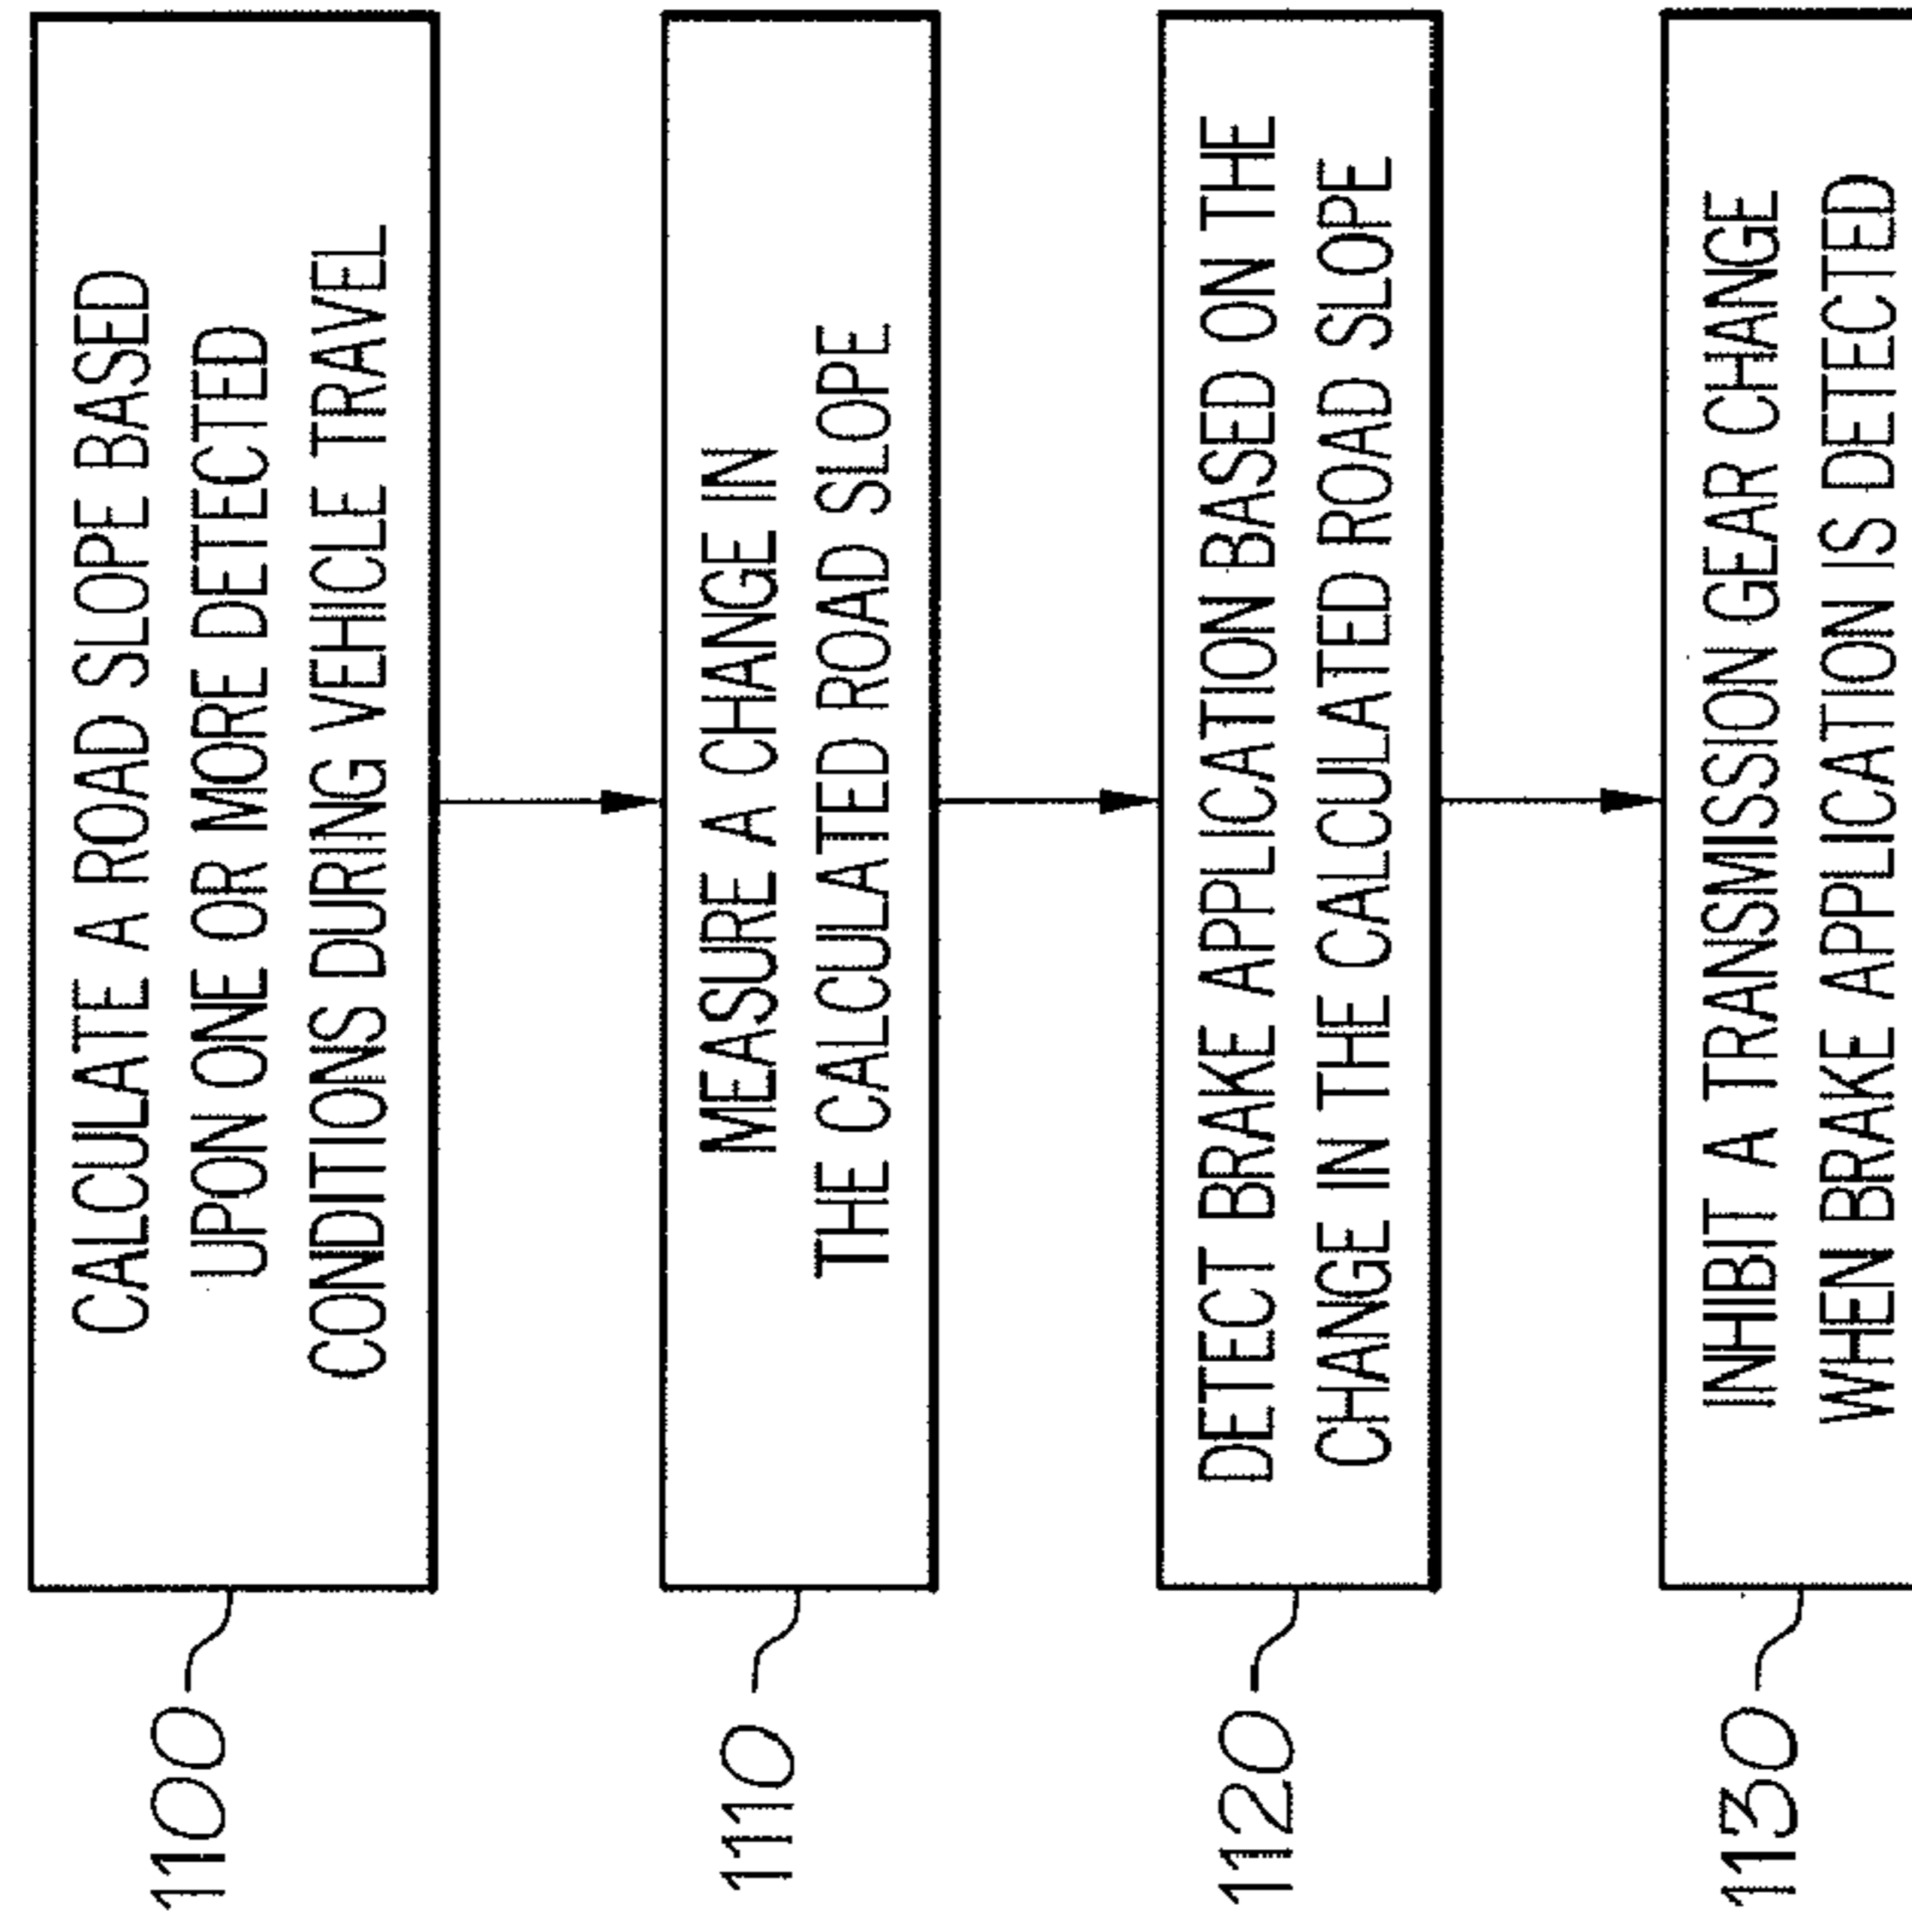 1100
CALCULATE A ROAD SLOPE BASED
UPON ONE OR MORE DETECTED
CONDITIONS DURING VEHICLE TRAVEL
1110
MEASURE A CHANGE IN
THE CALCULATED ROAD SLOPE
1120
DETECT BRAKE APPLICATION BASED ON THE
CHANGE IN THE CALCULATED ROAD SLOPE
1130
INHIBIT A TRANSMISSION GEAR CHANGE
WHEN BRAKE APPLICATION IS DETECTED